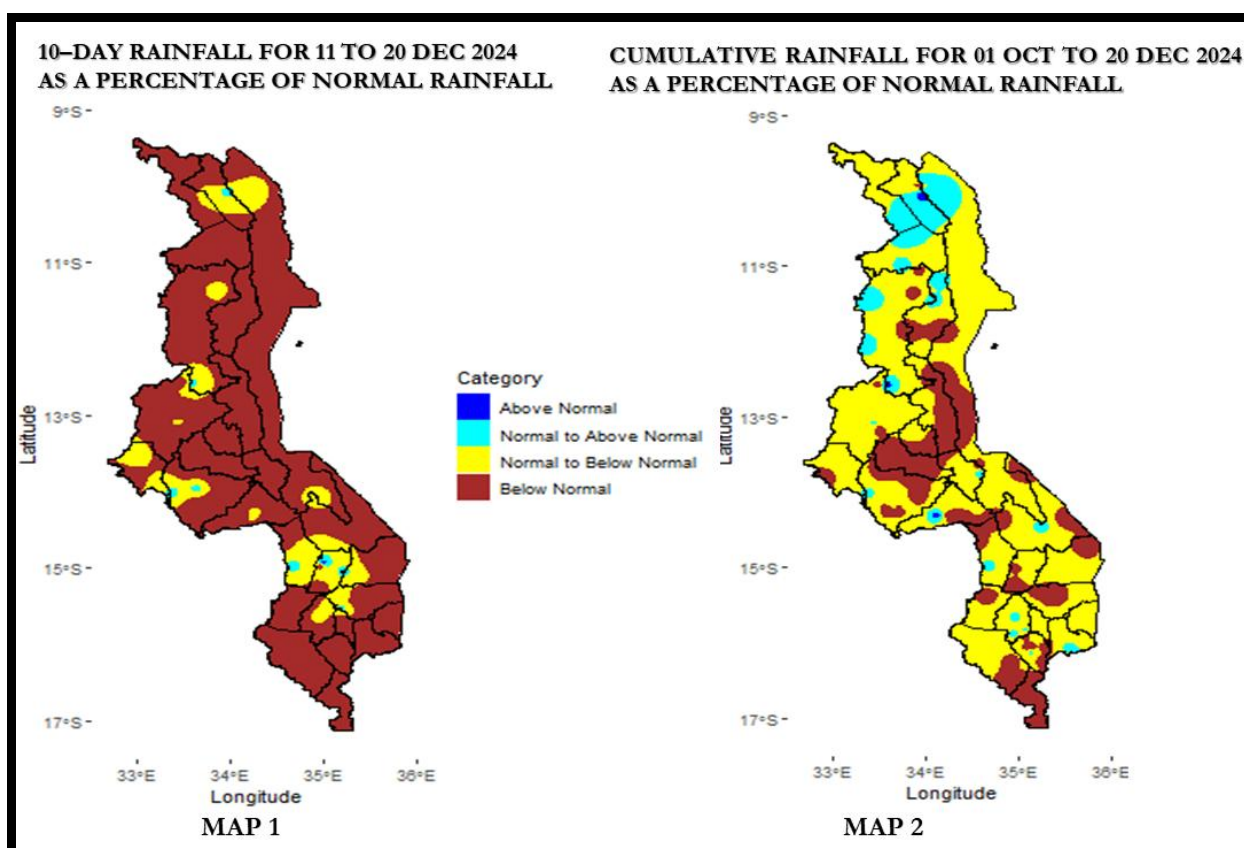 10–DAY RAINFALL FOR 11 TO 20 DEC 2024
AS A PERCENTAGE OF NORMAL RAINFALL
9°S
11°S
13°S
15°S
17°S
Latitude
33°E 34°E 35°E 36°E
Longitude
MAP 1
Category
Above Normal
Normal to Above Normal
Normal to Below Normal
Below Normal
CUMULATIVE RAINFALL FOR 01 OCT TO 20 DEC 2024
AS A PERCENTAGE OF NORMAL RAINFALL
9°S
11°S
13°S
15°S
17°S
Latitude
33°E 34°E 35°E 36°E
Longitude
MAP 2